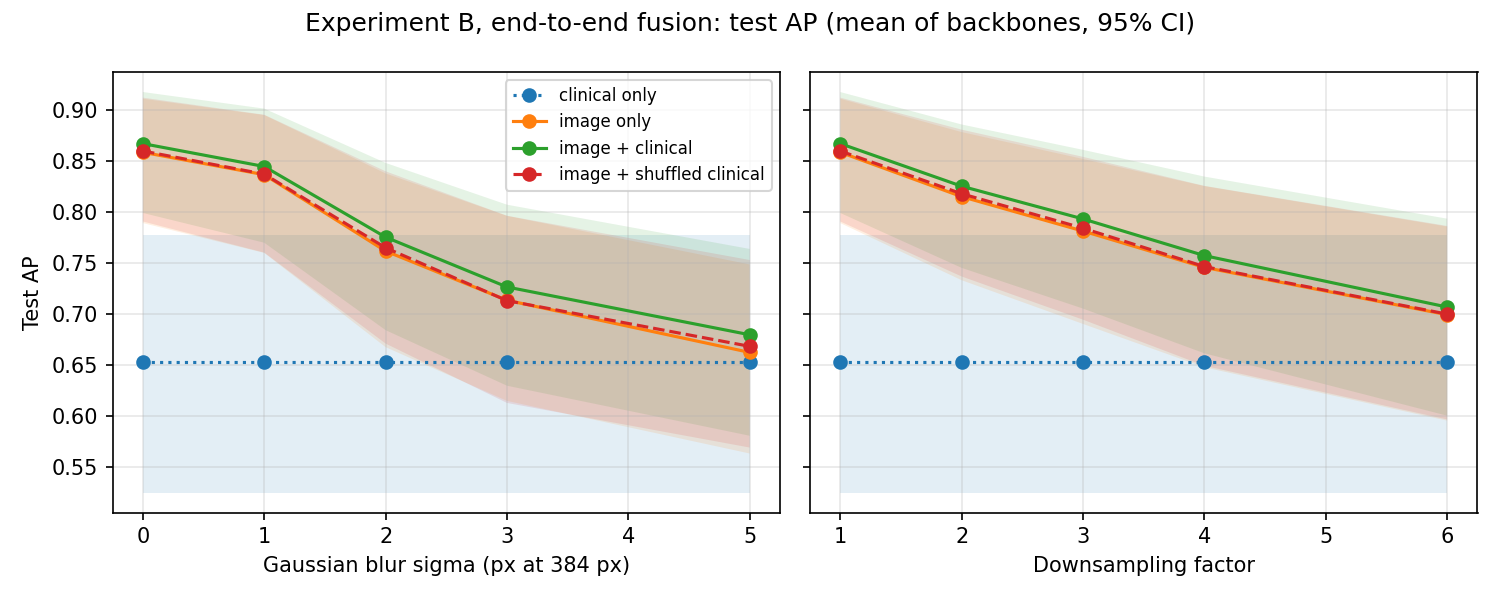 Experiment B, end-to-end fusion: test AP (mean of backbones, 95% CI)
Test AP
0.90
0.85
0.80
0.75
0.70
0.65
0.60
0.55
clinical only
image only
image + clinical
image + shuffled clinical
0 1 2 3 4 5
Gaussian blur sigma (px at 384 px)
1 2 3 4 5 6
Downsampling factor